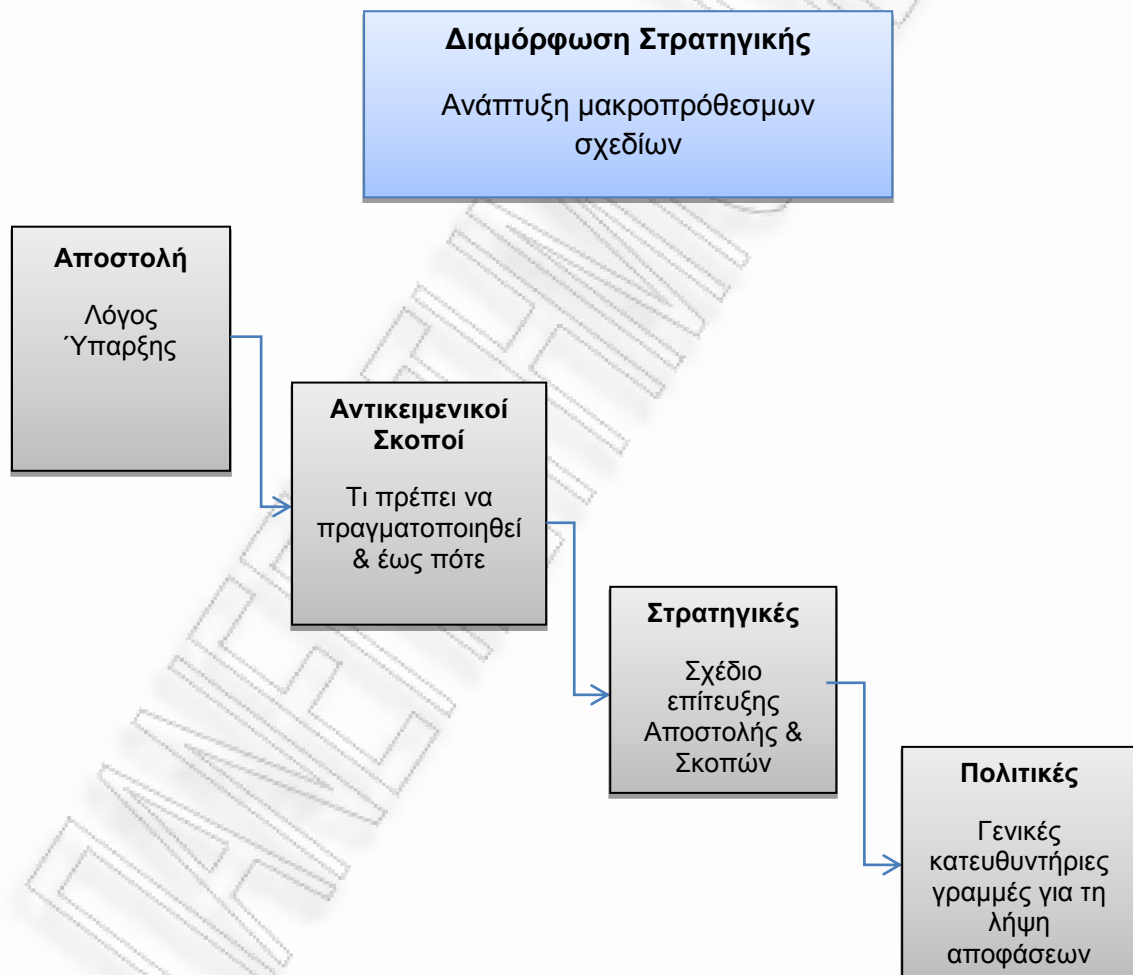 Διαμόρφωση Στρατηγικής
Ανάπτυξη μακροπρόθεσμων
σχεδίων
Αποστολή
Λόγος
Ύπαρξης
Αντικειμενικοί
Σκοποί
Τι πρέπει να
πραγματοποιηθεί
& έως πότε
Στρατηγικές
Σχέδιο
επίτευξης
Αποστολής &
Σκοπών
Πολιτικές
Γενικές
κατευθυντήριες
γραμμές για τη
λήψη
αποφάσεων